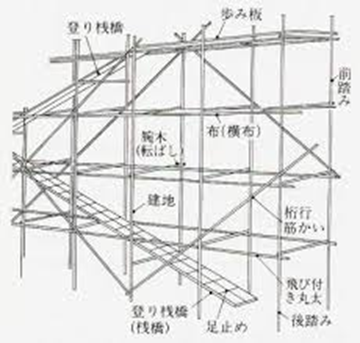 登り桟橋
歩み板
前踏み
布(横布)
腕木
(転ばし)
建地
桁行
筋かい
飛び付
き丸太
登り桟橋
(桟橋)
足止め
後踏み